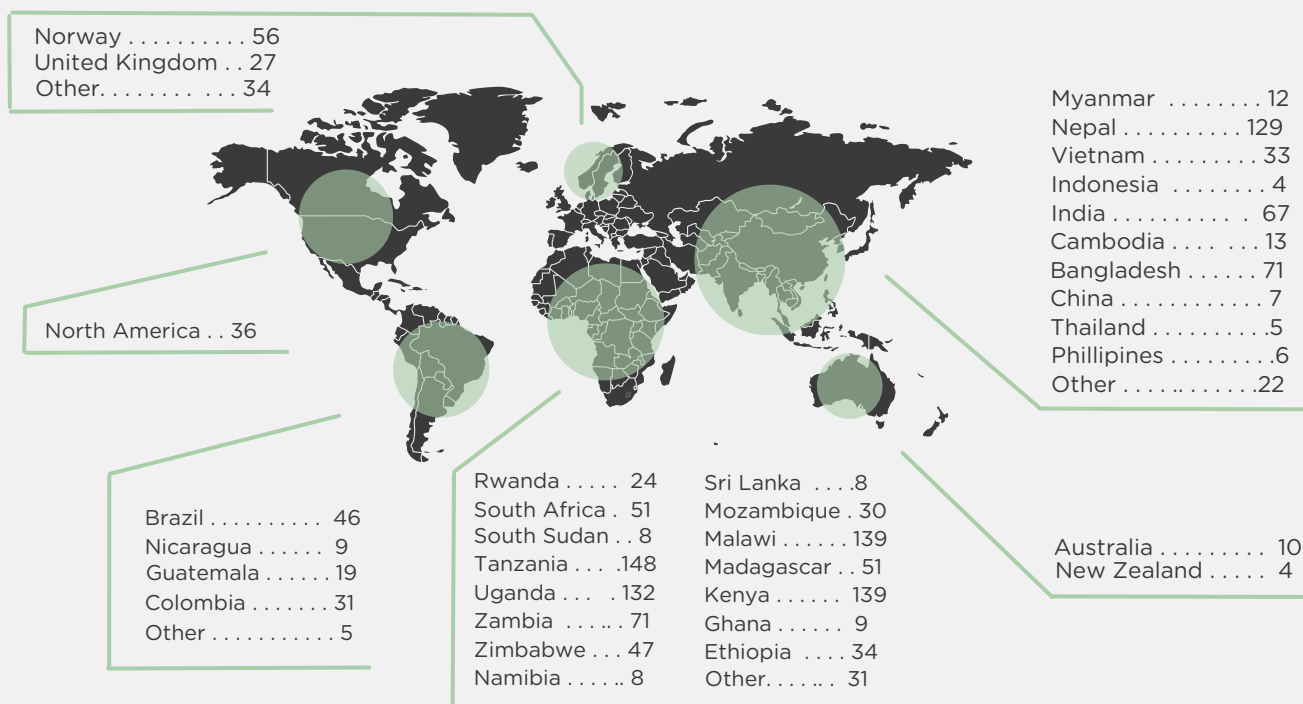 Norway . . . . . . . . . . 56
United Kingdom . . 27
Other. . . . . . . . . . . 34
Myanmar . . . . . . . . 12
Nepal . . . . . . . . . . 129
Vietnam . . . . . . . . . 33
Indonesia . . . . . . . . 4
India . . . . . . . . . . . 67
Cambodia . . . . . . . 13
Bangladesh . . . . . . 71
China . . . . . . . . . . . 7
Thailand . . . . . . . . .5
Phillipines . . . . . . . . .6
Other . . . . .. . . . . . .22
North America . . 36
Brazil . . . . . . . . . . 46
Nicaragua . . . . . . 9
Guatemala . . . . . . 19
Colombia . . . . . . . 31
Other . . . . . . . . . . . 5
Rwanda . . . . . 24
South Africa . 51
South Sudan . . 8
Tanzania . . . .148
Uganda . . . . 132
Zambia . . . .. . 71
Zimbabwe . . . 47
Namibia . . . . .. 8
Sri Lanka . . . .8
Mozambique . 30
Malawi . . . . . . 139
Madagascar . . 51
Kenya . . . . . . 139
Ghana . . . . . . 9
Ethiopia . . . . 34
Other. . . . .. . 31
Australia . . . . . . . . . 10
New Zealand . . . . . 4